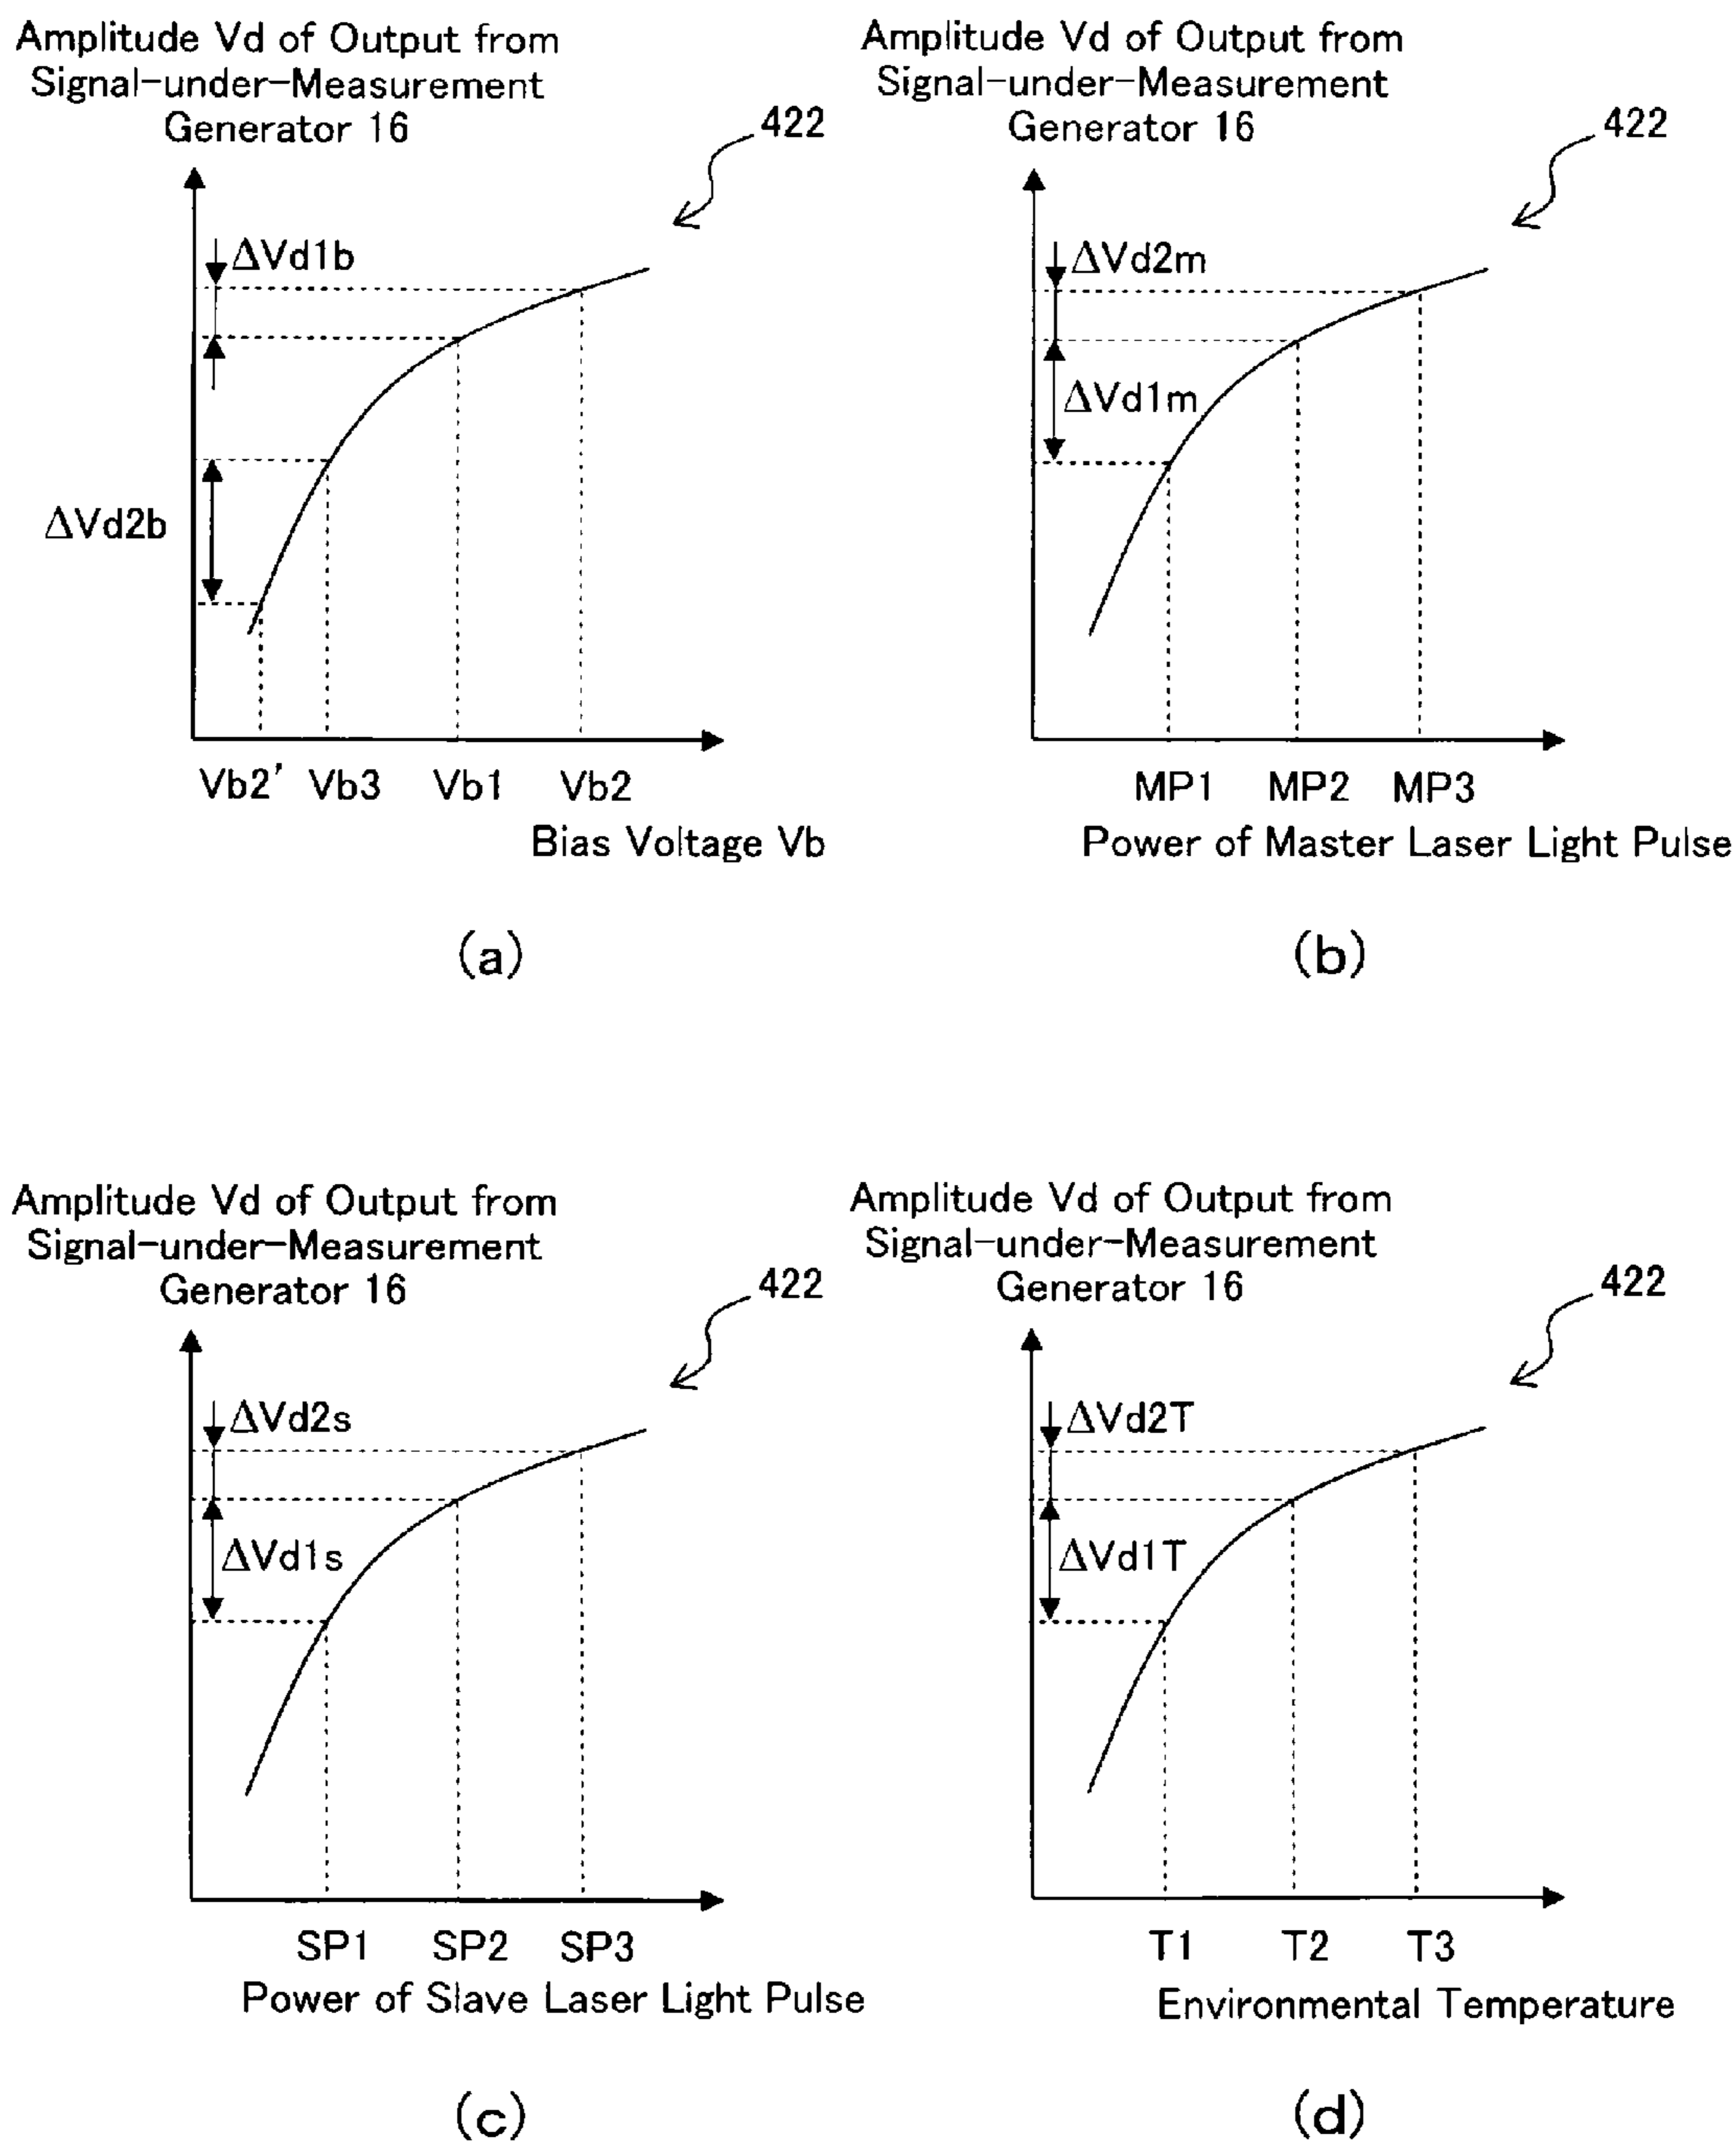 Amplitude Vd of Output from
Signal-under-Measurement
Generator 16
422
ΔVd1b
ΔVd2b
Vb2' Vb3 Vb1 Vb2
Bias Voltage Vb
(a)
Amplitude Vd of Output from
Signal-under-Measurement
Generator 16
422
ΔVd2m
ΔVd1m
MP1 MP2 MP3
Power of Master Laser Light Pulse
(b)
Amplitude Vd of Output from
Signal-under-Measurement
Generator 16
422
ΔVd2s
ΔVd1s
SP1 SP2 SP3
Power of Slave Laser Light Pulse
(c)
Amplitude Vd of Output from
Signal-under-Measurement
Generator 16
422
ΔVd2T
ΔVd1T
T1 T2 T3
Environmental Temperature
(d)